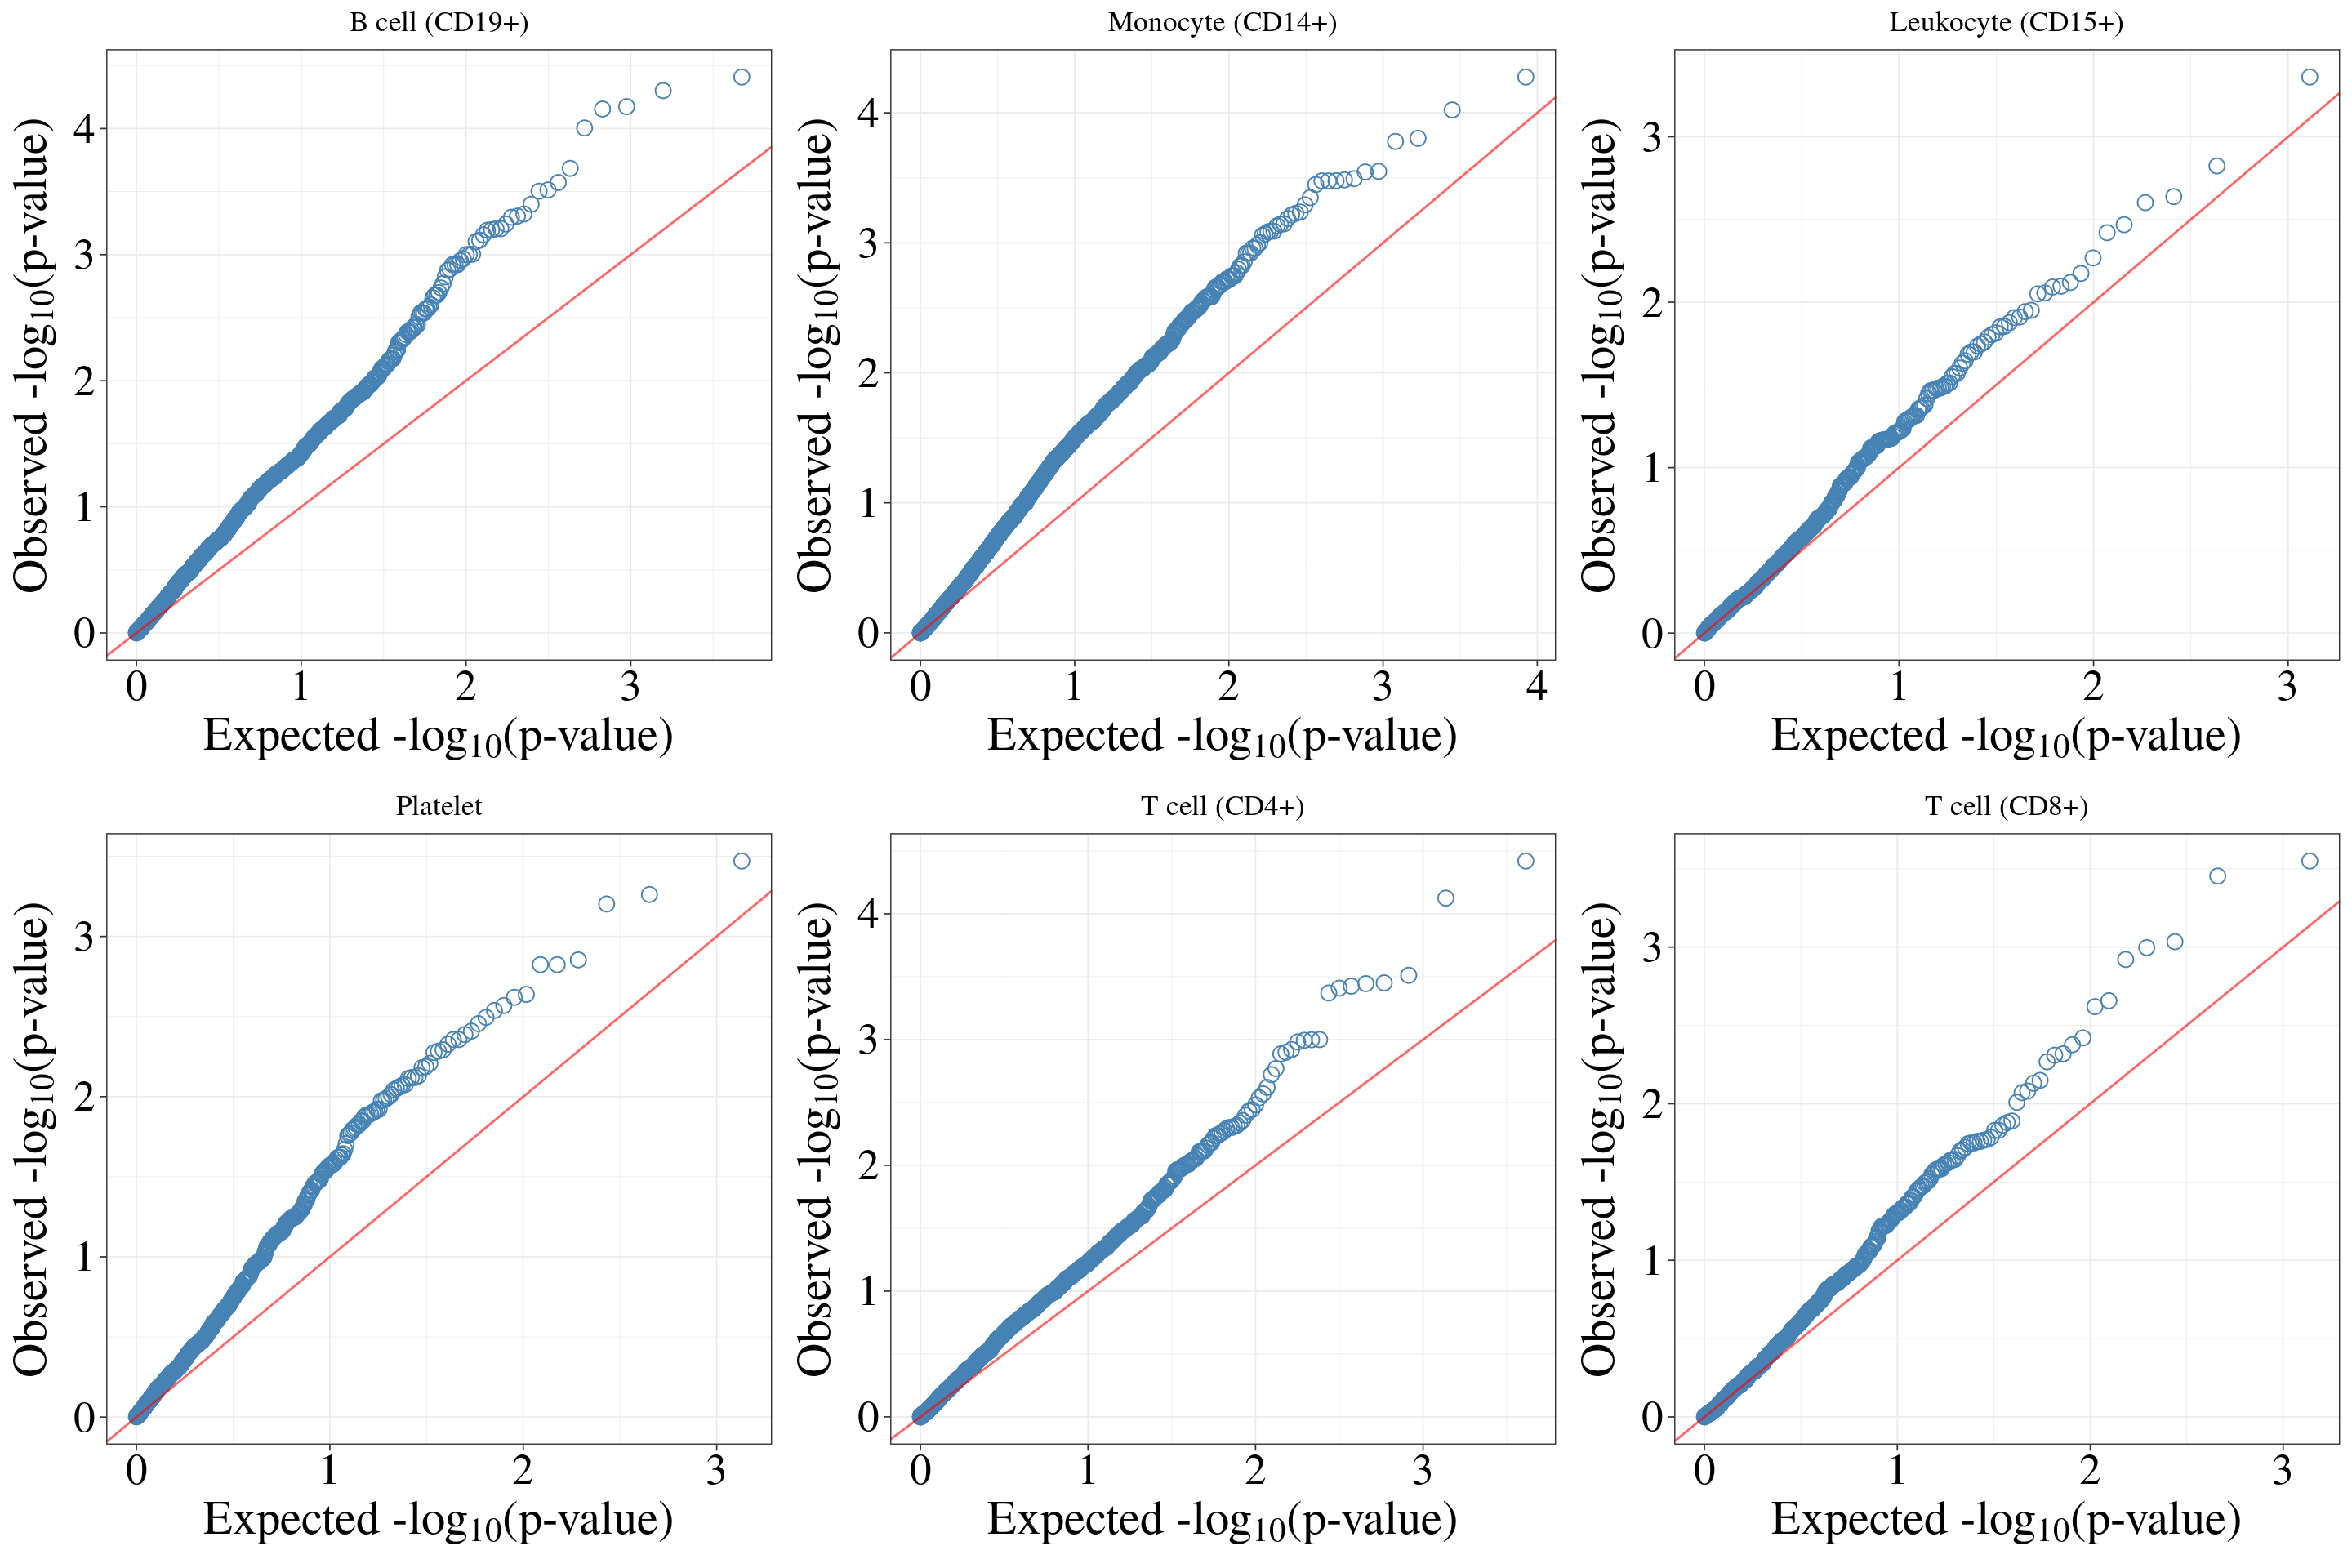 B cell (CD19+)
Observed -log10(p-value)
4
3
2
1
0
0 1 2 3
Expected -log10(p-value)
Monocyte (CD14+)
Observed -log10(p-value)
4
3
2
1
0
0 1 2 3 4
Expected -log10(p-value)
Leukocyte (CD15+)
Observed -log10(p-value)
3
2
1
0
0 1 2 3
Expected -log10(p-value)
Platelet
Observed -log10(p-value)
3
2
1
0
0 1 2 3
Expected -log10(p-value)
T cell (CD4+)
Observed -log10(p-value)
4
3
2
1
0
0 1 2 3
Expected -log10(p-value)
T cell (CD8+)
Observed -log10(p-value)
3
2
1
0
0 1 2 3
Expected -log10(p-value)